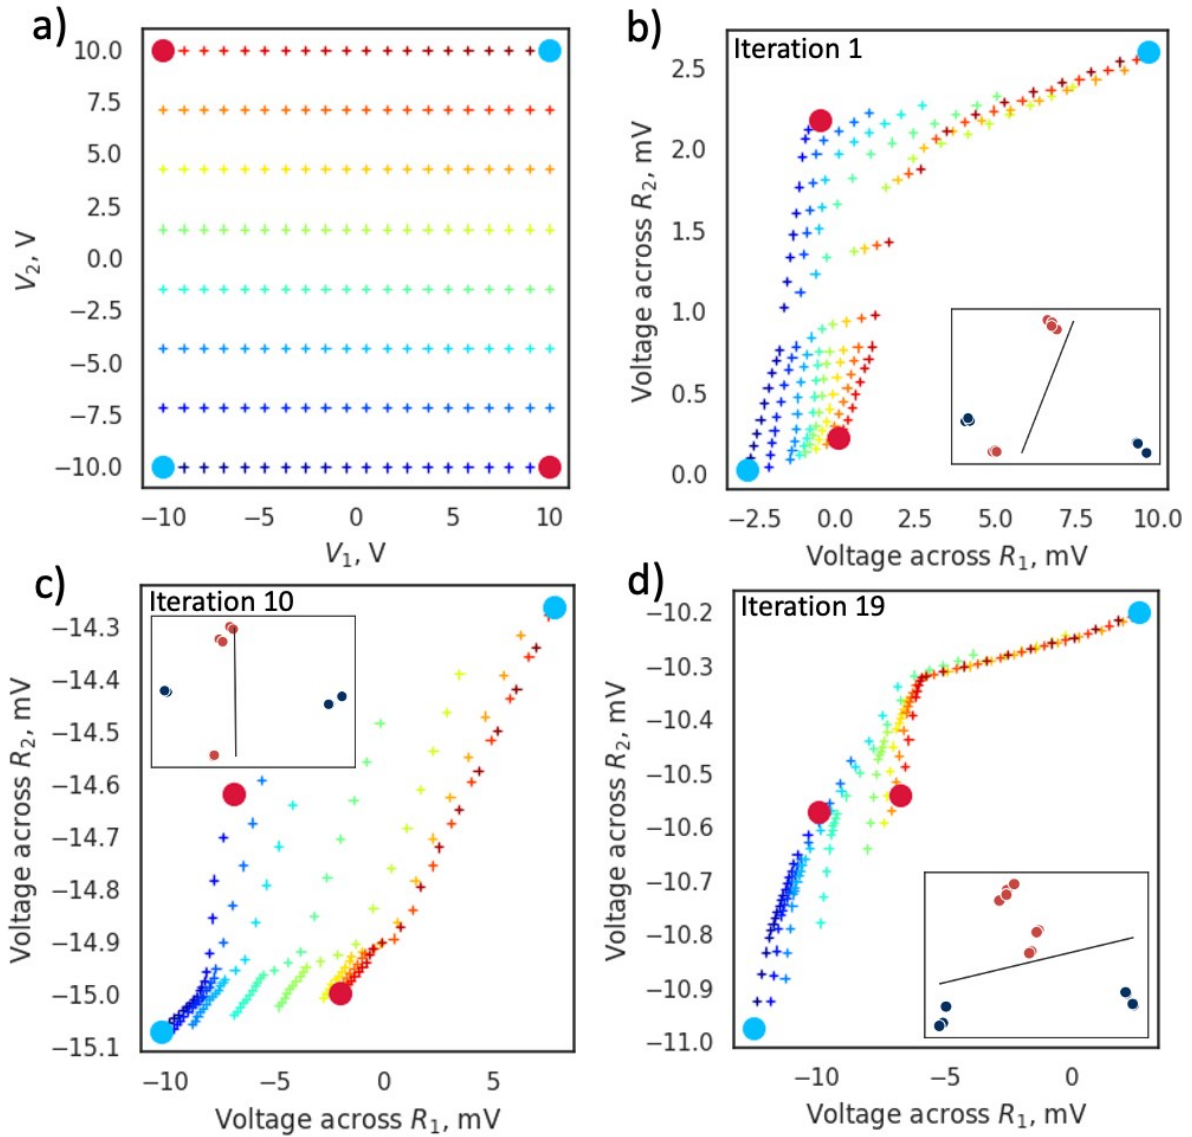 a)
10.0
7.5
5.0
2.5
0.0
−2.5
−5.0
−7.5
−10.0
V₂, V
−10 −5 0 5 10
V₁, V
b)
Iteration 1
2.5
2.0
1.5
1.0
0.5
0.0
Voltage across R₂, mV
−2.5 0.0 2.5 5.0 7.5 10.0
Voltage across R₁, mV
c)
Iteration 10
−14.3
−14.4
−14.5
−14.6
−14.7
−14.8
−14.9
−15.0
−15.1
Voltage across R₂, mV
−10 −5 0 5
Voltage across R₁, mV
d)
Iteration 19
−10.2
−10.3
−10.4
−10.5
−10.6
−10.7
−10.8
−10.9
−11.0
Voltage across R₂, mV
−10 −5 0
Voltage across R₁, mV